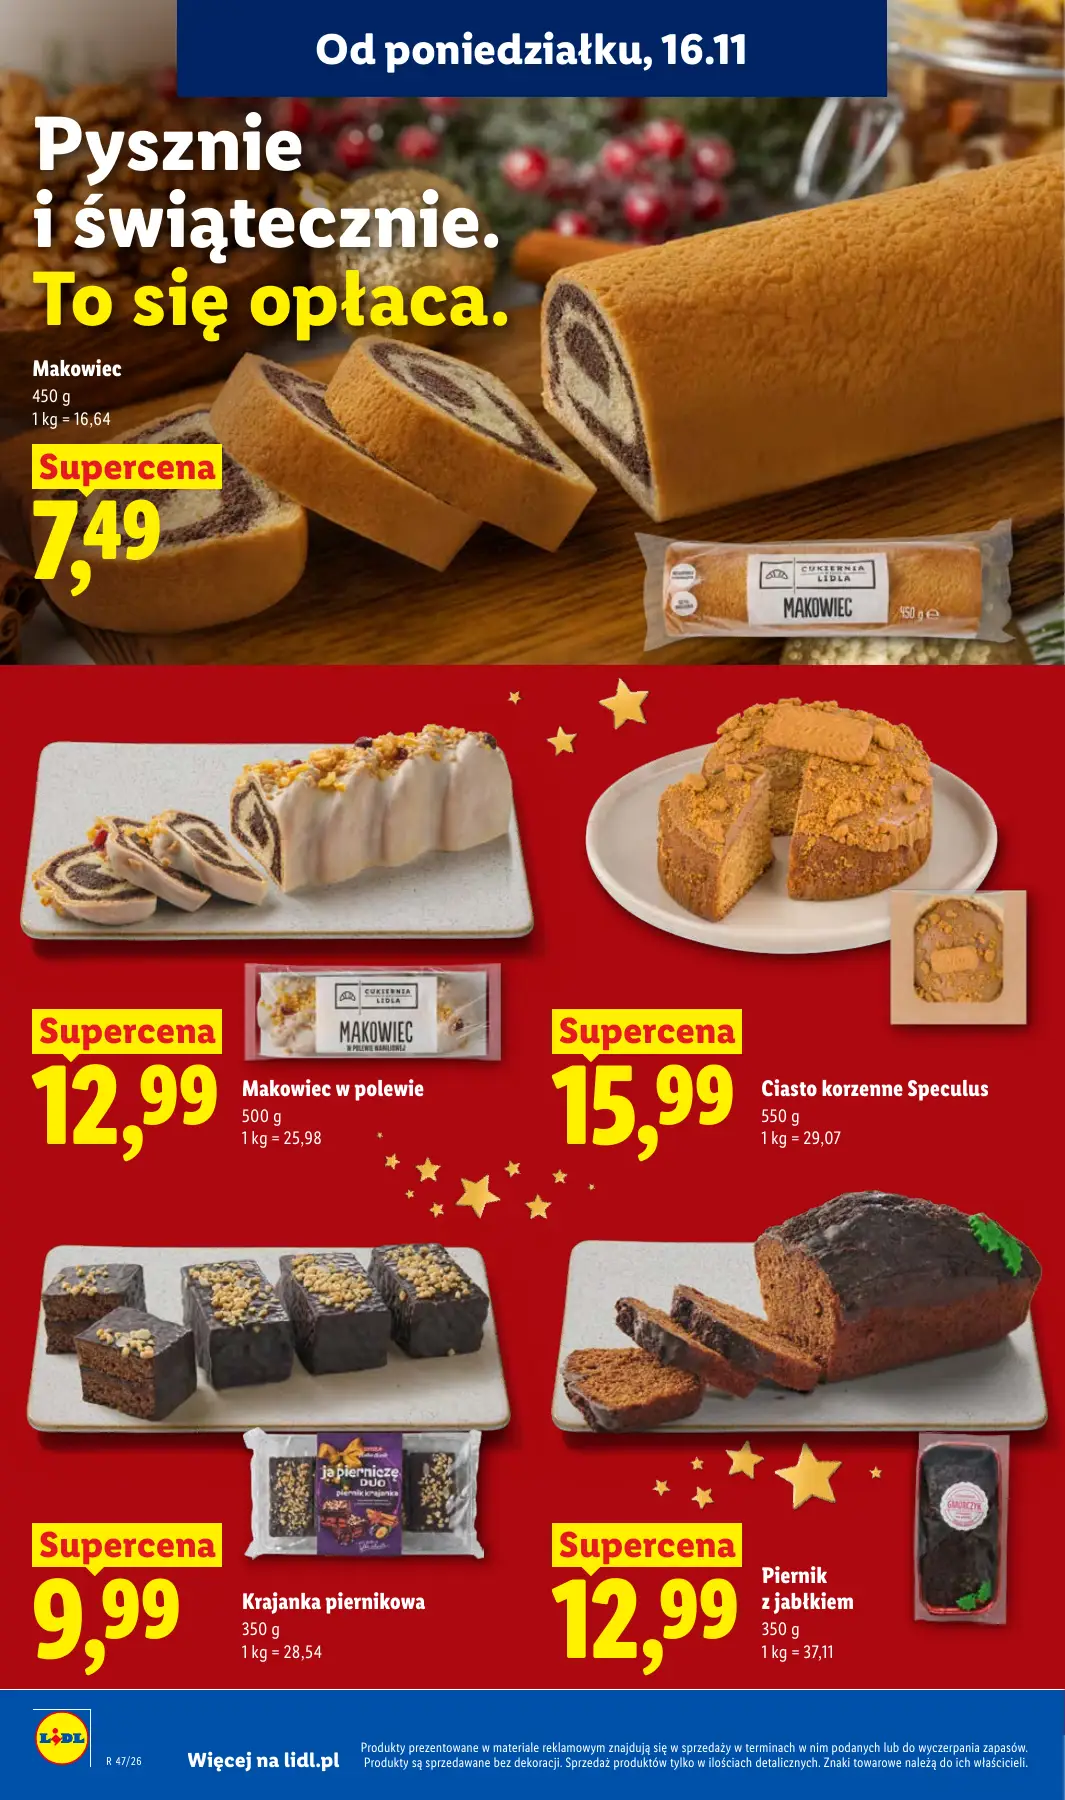 Od poniedziałku, 16.11
Pysznie
i świątecznie.
To się opłaca.
Makowiec
450 g
1 kg = 16,64
Supercena
7,49
CUKIERNIA
LIDLA
MAKOWIEC
450 g e
CUKIERNIA
LIDLA
MAKOWIEC
W POLEWIE WANILIOWEJ
Supercena
12,99
Makowiec w polewie
500 g
1 kg = 25,98
Supercena
15,99
Ciasto korzenne Speculus
550 g
1 kg = 29,07
ja pierniczę
DUO
piernik krajanka
Supercena
9,99
Krajanka piernikowa
350 g
1 kg = 28,54
Supercena
12,99
Piernik
z jabłkiem
350 g
1 kg = 37,11
LIDL
R 47/26
Więcej na lidl.pl
Produkty prezentowane w materiale reklamowym znajdują się w sprzedaży w terminach w nim podanych lub do wyczerpania zapasów.
Produkty są sprzedawane bez dekoracji. Sprzedaż produktów tylko w ilościach detalicznych. Znaki towarowe należą do ich właścicieli.